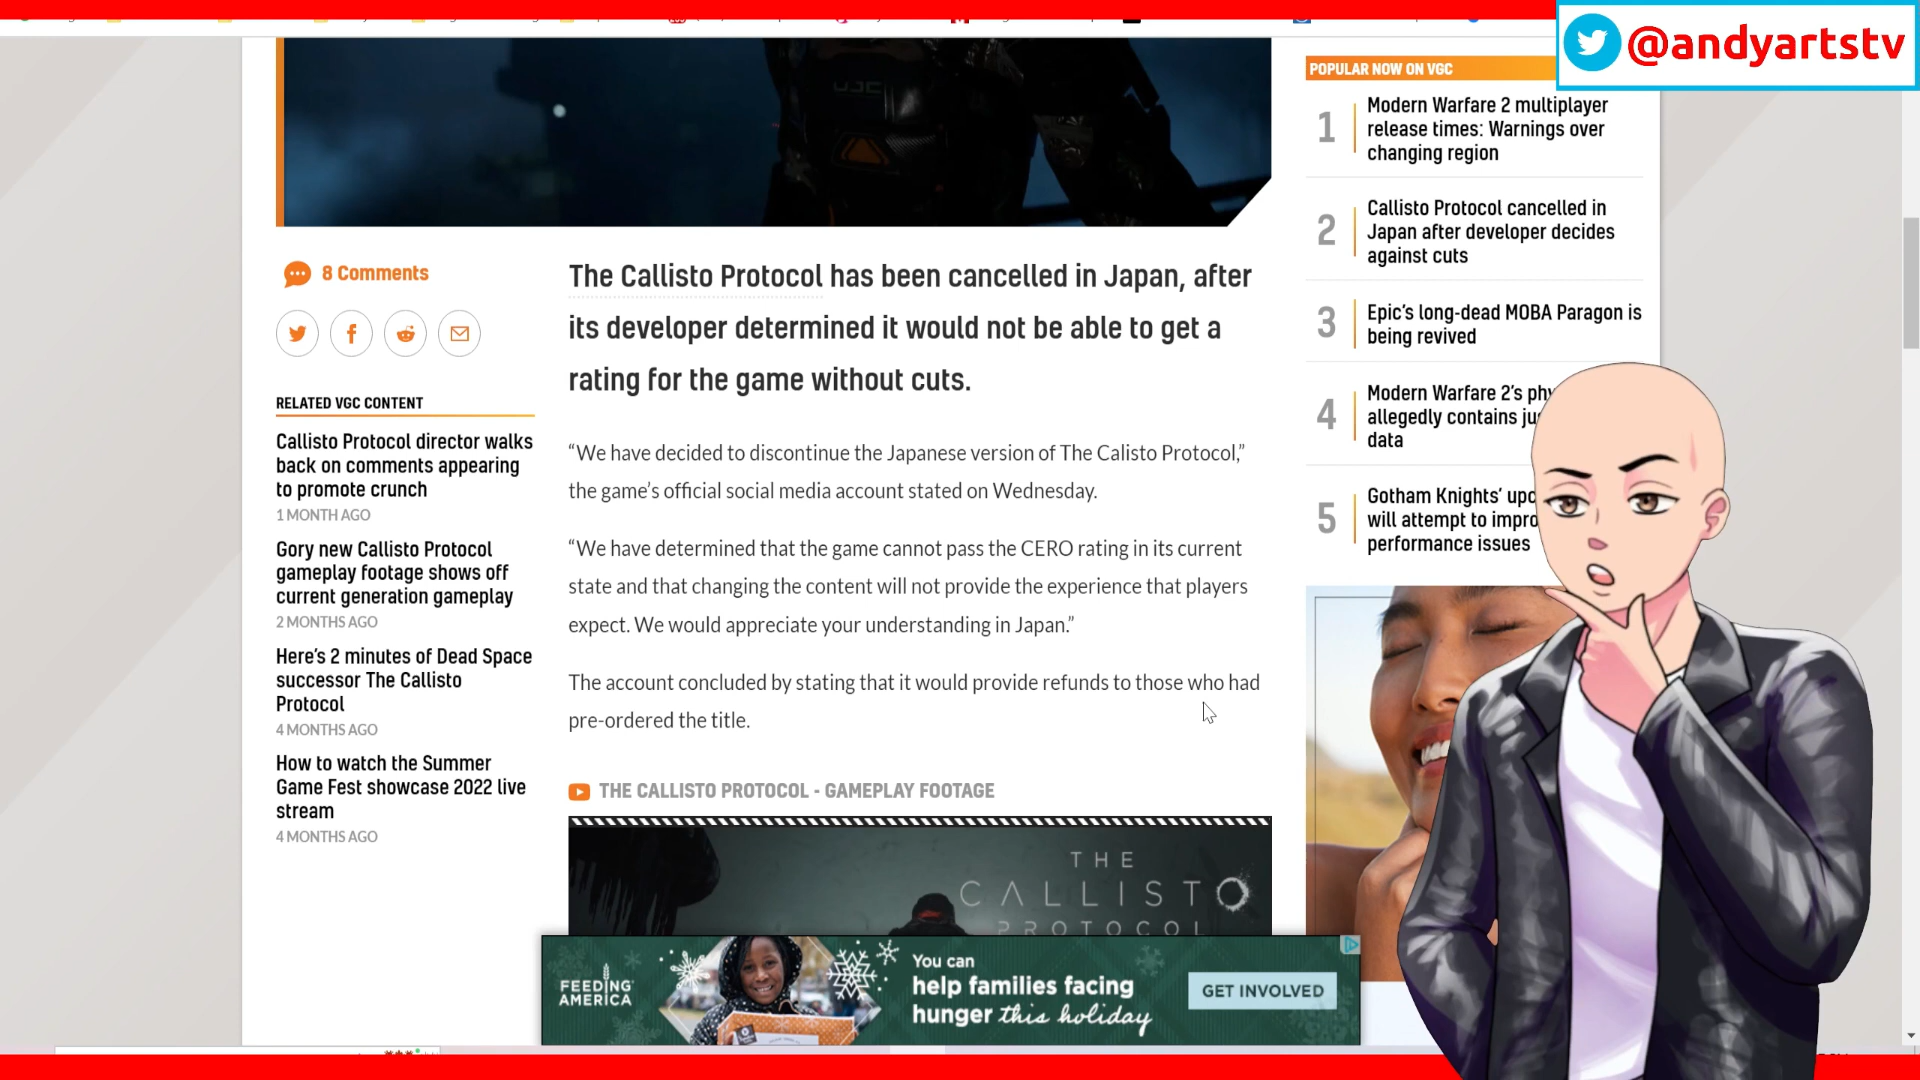 @andyartstv
UJC
POPULAR NOW ON VGC
1
Modern Warfare 2 multiplayer
release times: Warnings over
changing region
2
Callisto Protocol cancelled in
Japan after developer decides
against cuts
3
Epic's long-dead MOBA Paragon is
being revived
4
Modern Warfare 2's
allegedly contains
data
5
Gotham Knights'
will attempt to
performance issues
8 Comments
RELATED VGC CONTENT
Callisto Protocol director walks
back on comments appearing
to promote crunch
1 MONTH AGO
Gory new Callisto Protocol
gameplay footage shows off
current generation gameplay
2 MONTHS AGO
Here's 2 minutes of Dead Space
successor The Callisto
Protocol
4 MONTHS AGO
How to watch the Summer
Game Fest showcase 2022 live
stream
4 MONTHS AGO
The Callisto Protocol has been cancelled in Japan, after
its developer determined it would not be able to get a
rating for the game without cuts.
“We have decided to discontinue the Japanese version of The Calisto Protocol,”
the game’s official social media account stated on Wednesday.
“We have determined that the game cannot pass the CERO rating in its current
state and that changing the content will not provide the experience that players
expect. We would appreciate your understanding in Japan.”
The account concluded by stating that it would provide refunds to those who had
pre-ordered the title.
THE CALLISTO PROTOCOL - GAMEPLAY FOOTAGE
THE
CALLISTO
PROTOCOL
FEEDING
AMERICA
You can
help families facing
hunger this holiday
GET INVOLVED